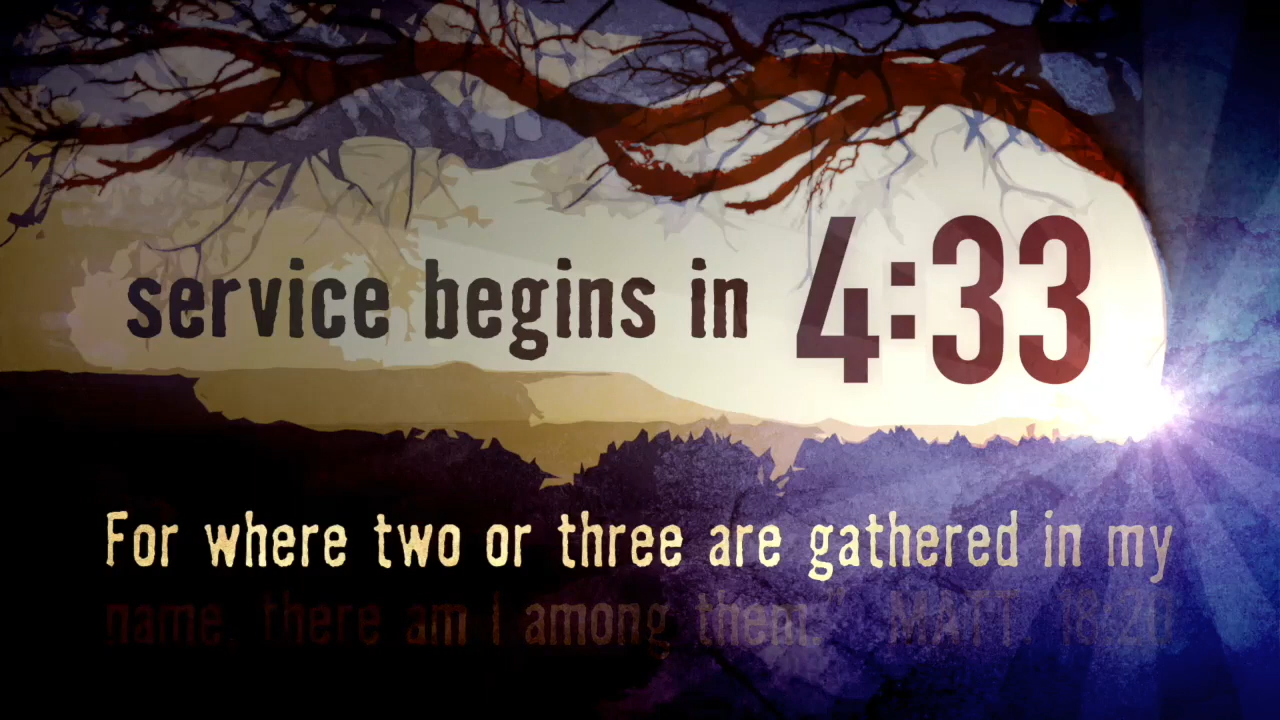 service begins in 4:33
For where two or three are gathered in my
name, there am I among them." MATT. 18:20